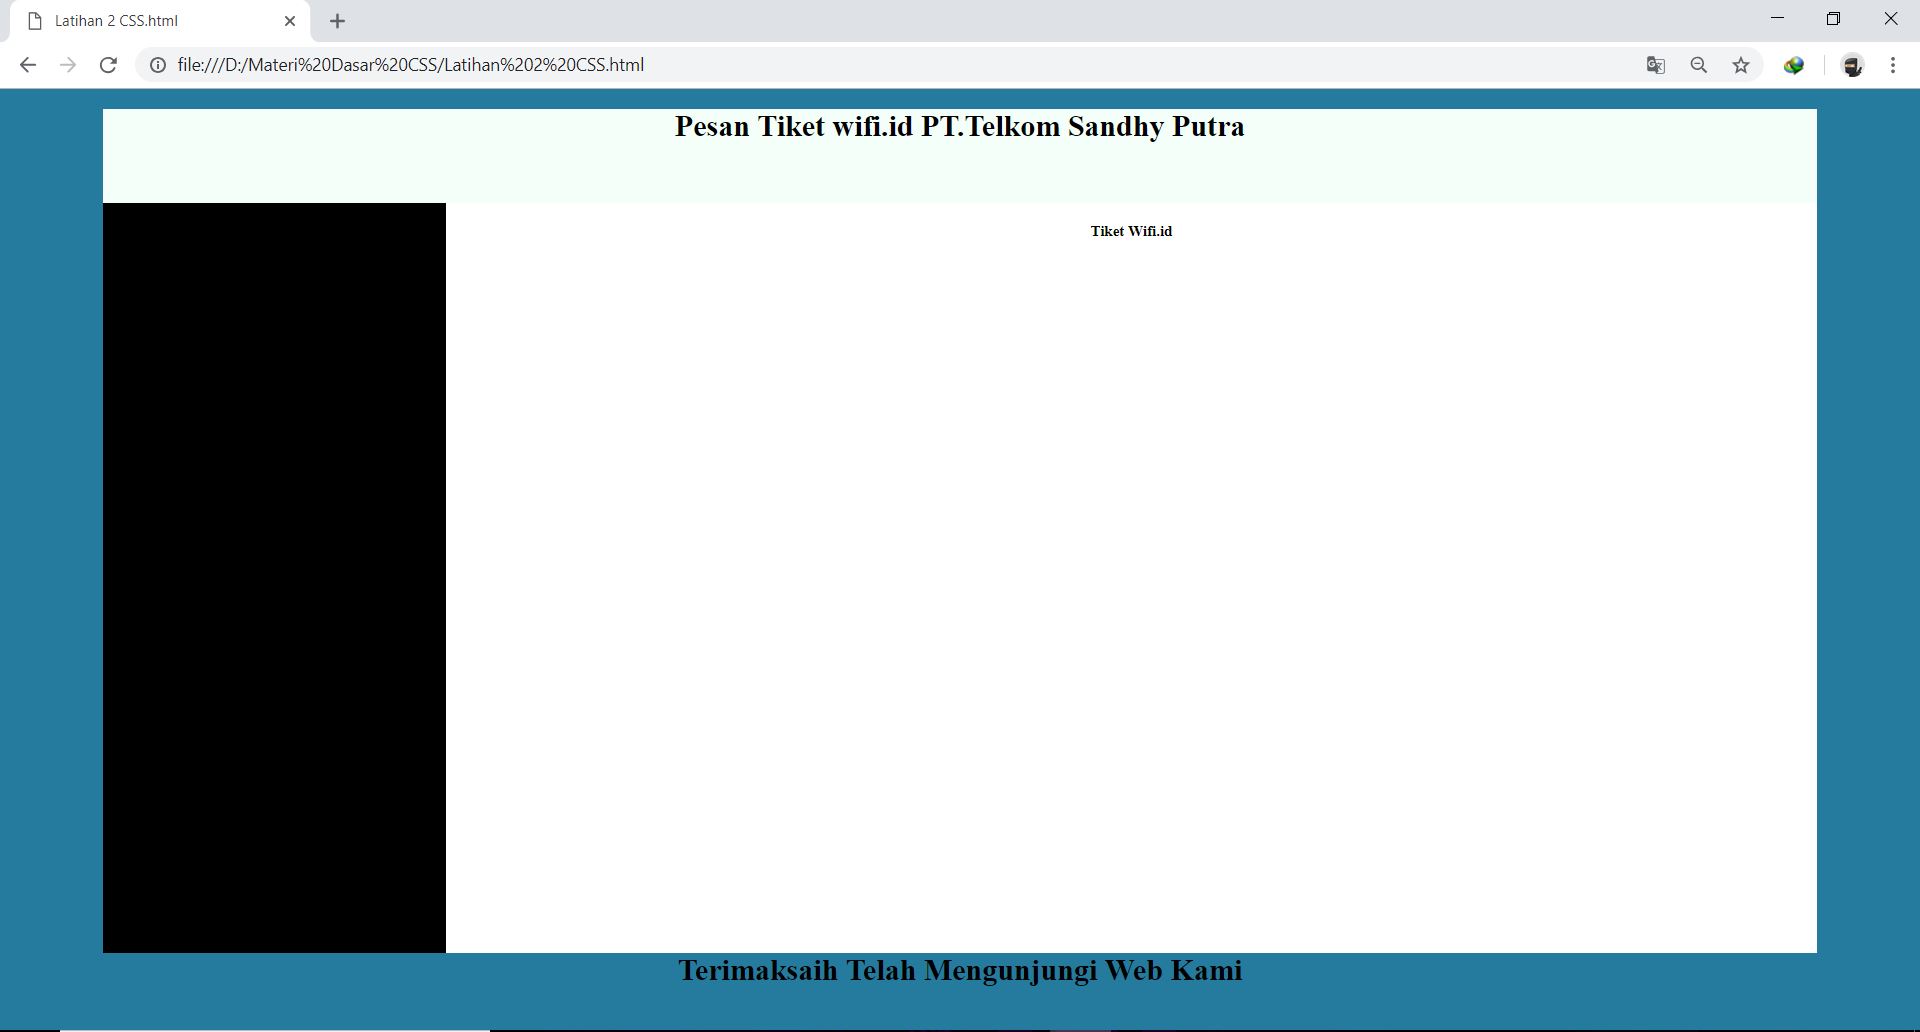 Latihan 2 CSS.html
file:///D:/Materi%20Dasar%20CSS/Latihan%202%20CSS.html
Pesan Tiket wifi.id PT.Telkom Sandhy Putra
Tiket Wifi.id
Terimaksaih Telah Mengunjungi Web Kami